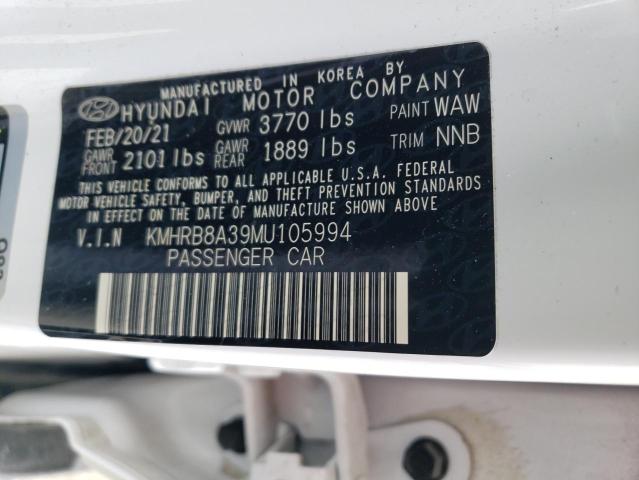 MANUFACTURED IN KOREA BY
HYUNDAI MOTOR COMPANY
FEB/20/21 GVWR 3770 lbs PAINT WAW
GAWR FRONT 2101 lbs GAWR REAR 1889 lbs TRIM NNB
THIS VEHICLE CONFORMS TO ALL APPLICABLE U.S.A. FEDERAL
MOTOR VEHICLE SAFETY, BUMPER, AND THEFT PREVENTION STANDARDS
IN EFFECT ON THE DATE OF MANUFACTURE SHOWN ABOVE.
V.I.N KMHRB8A39MU105994
PASSENGER CAR